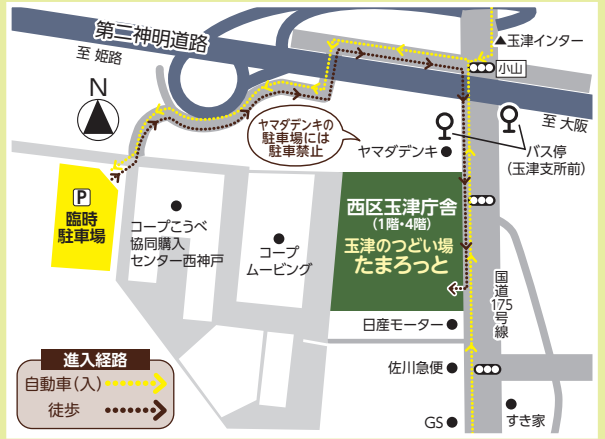 第二神明道路
至 姫路
▲玉津インター
小山
N
至 大阪
ヤマダデンキの
駐車場には
駐車禁止
ヤマダデンキ
バス停
(玉津支所前)
P
臨時
駐車場
コープこうべ
協同購入
センター西神戸
コープ
ムービング
西区玉津庁舎
(1階・4階)
玉津のつどい場
たまろっと
国道175号線
日産モーター
佐川急便
GS
すき家
進入経路
自動車(入)
徒歩